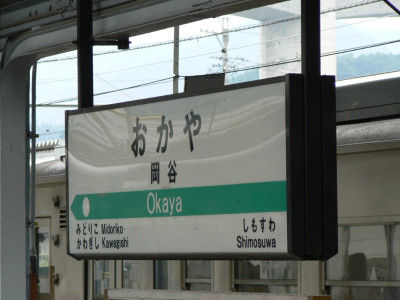 おかや
岡谷
Okaya
みどりこ Midoriko
かわぎし Kawagishi
しもすわ
Shimosuwa